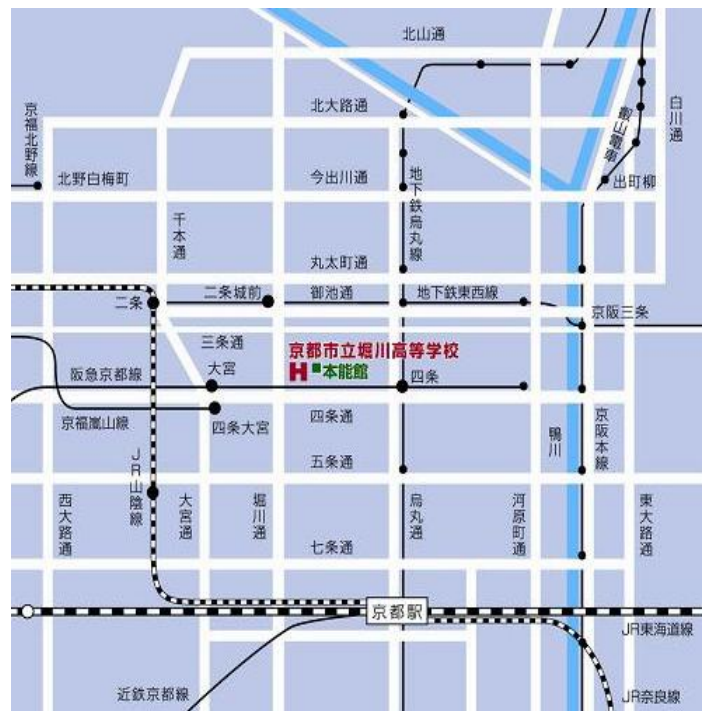 北山通
北大路通
白川通
京福北野線
叡山電車
北野白梅町
今出川通
地下鉄烏丸線
出町柳
千本通
丸太町通
二条
二条城前
御池通
地下鉄東西線
京阪三条
三条通
京都市立堀川高等学校
H
本能館
阪急京都線
大宮
四条
京福嵐山線
四条大宮
四条通
鴨川
京阪本線
JR山陰線
五条通
西大路通
大宮通
堀川通
烏丸通
河原町通
東大路通
七条通
京都駅
JR東海道線
近鉄京都線
JR奈良線